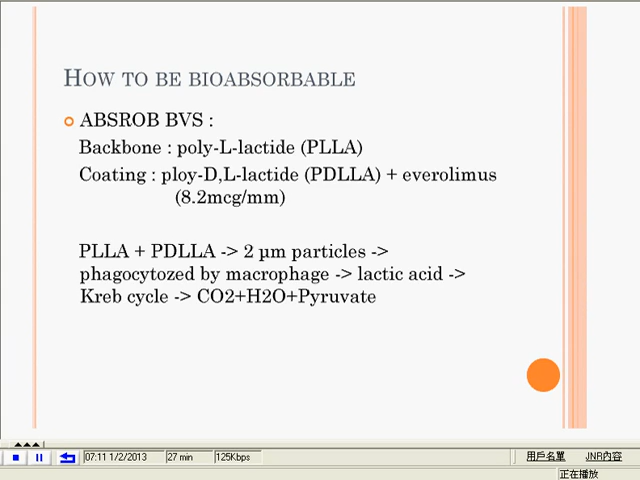 HOW TO BE BIOABSORBABLE
ABSROB BVS :
Backbone : poly-L-lactide (PLLA)
Coating : ploy-D,L-lactide (PDLLA) + everolimus
(8.2mcg/mm)
PLLA + PDLLA -> 2 µm particles ->
phagocytozed by macrophage -> lactic acid ->
Kreb cycle -> CO2+H2O+Pyruvate
07:11 1/2/2013 27 min 125Kbps 用戶名單 JNR內容
正在播放